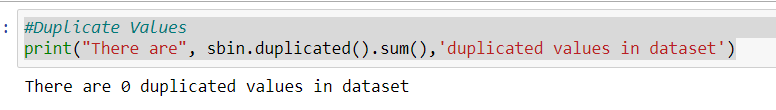 :
#Duplicate Values
print("There are", sbin.duplicated().sum(),'duplicated values in dataset')
There are 0 duplicated values in dataset